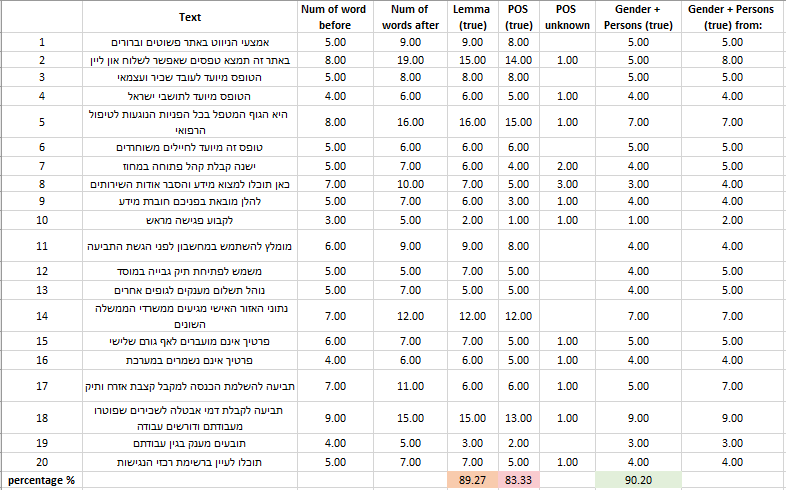 Text Num of word before Num of words after Lemma (true) POS (true) POS unknown Gender + Persons (true) Gender + Persons (true) from:
1 אמצעי הניווט באתר פשוטים וברורים 5.00 9.00 9.00 8.00 5.00 5.00
2 באתר זה תמצא טפסים שאפשר לשלוח און ליין 8.00 19.00 15.00 14.00 1.00 5.00 8.00
3 הטופס מיועד לעובד שכיר ועצמאי 5.00 8.00 8.00 8.00 5.00 5.00
4 הטופס מיועד לתושבי ישראל 4.00 6.00 6.00 5.00 1.00 4.00 4.00
5 היא הגוף המטפל בכל הפניות הנוגעות לטיפול הרפואי 8.00 16.00 16.00 15.00 1.00 7.00 7.00
6 טופס זה מיועד לחיילים משוחררים 5.00 6.00 6.00 6.00 5.00 5.00
7 ישנה קבלת קהל פתוחה במחוז 5.00 7.00 6.00 4.00 2.00 4.00 5.00
8 כאן תוכלו למצוא מידע והסבר אודות השירותים 7.00 10.00 7.00 5.00 3.00 3.00 4.00
9 להלן מובאת בפניכם חוברת מידע 5.00 7.00 6.00 3.00 1.00 4.00 4.00
10 לקבוע פגישה מראש 3.00 5.00 2.00 1.00 1.00 1.00 2.00
11 מומלץ להשתמש במחשבון לפני הגשת התביעה 6.00 9.00 9.00 8.00 4.00 4.00
12 משמש לפתיחת תיק גבייה במוסד 5.00 5.00 7.00 5.00 4.00 5.00
13 נוהל תשלום מענקים לגופים אחרים 5.00 7.00 5.00 5.00 4.00 5.00
14 נתוני האזור האישי מגיעים ממשרדי הממשלה השונים 7.00 12.00 12.00 12.00 7.00 7.00
15 פרטיך אינם מועברים לאף גורם שלישי 6.00 7.00 7.00 5.00 1.00 5.00 5.00
16 פרטיך אינם נשמרים במערכת 4.00 6.00 6.00 5.00 1.00 4.00 4.00
17 תביעה להשלמת הכנסה למקבל קצבת אזרח ותיק 7.00 11.00 6.00 6.00 1.00 5.00 7.00
18 תביעה לקבלת דמי אבטלה לשכירים שפוטרו מעבודתם ודורשים עבודה 9.00 15.00 15.00 13.00 1.00 9.00 9.00
19 תובעים מענק בגין עבודתם 4.00 5.00 3.00 2.00 3.00 3.00
20 תוכלו לעיין ברשימת רכזי הנגישות 5.00 7.00 7.00 5.00 1.00 4.00 4.00
percentage % 89.27 83.33 90.20